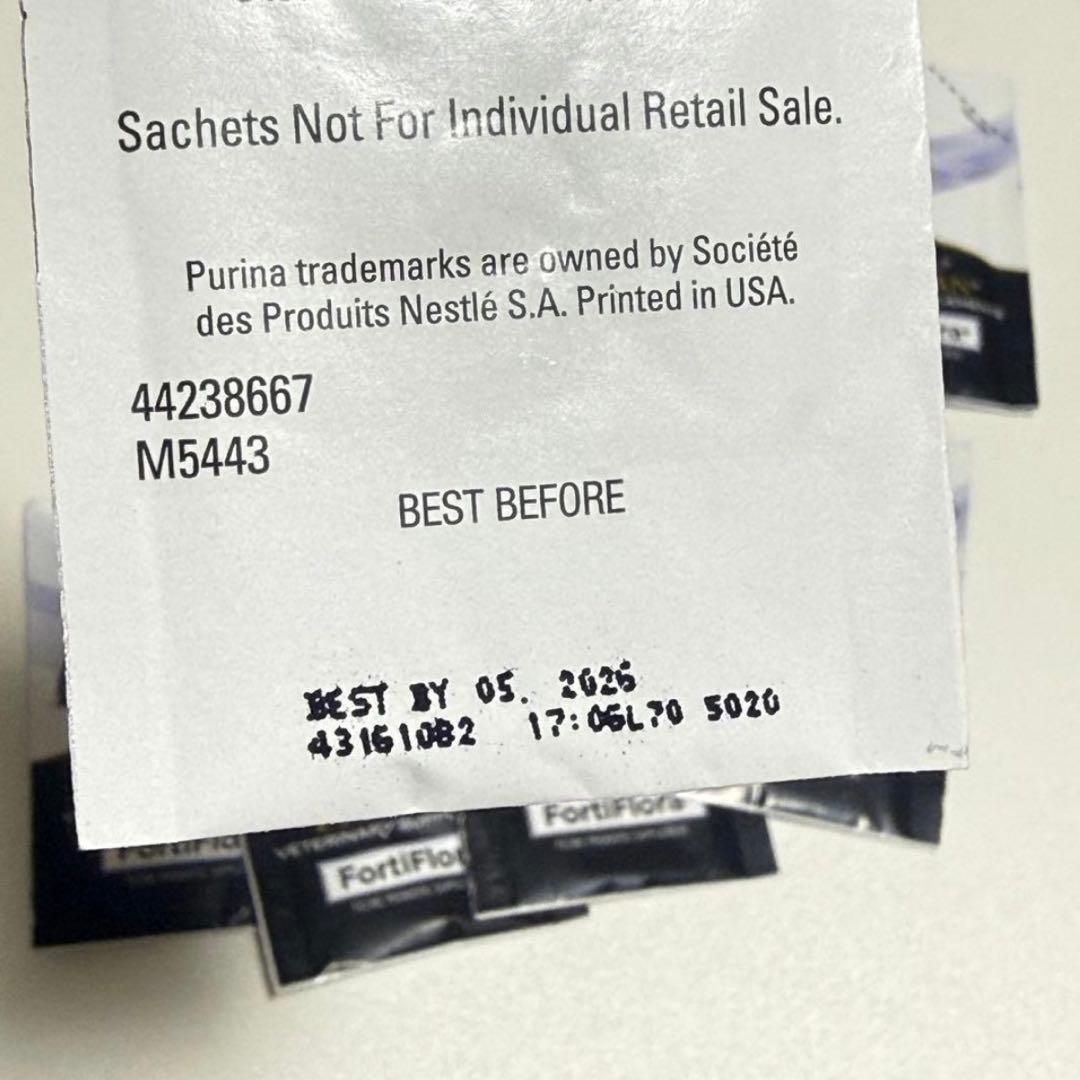 Sachets Not For Individual Retail Sale.
Purina trademarks are owned by Société
des Produits Nestlé S.A. Printed in USA.
44238667
M5443
BEST BEFORE
BEST BY 05. 2026
43161082 17:06L70 5020
FortiFlora
FortiFlor
FortiFlora